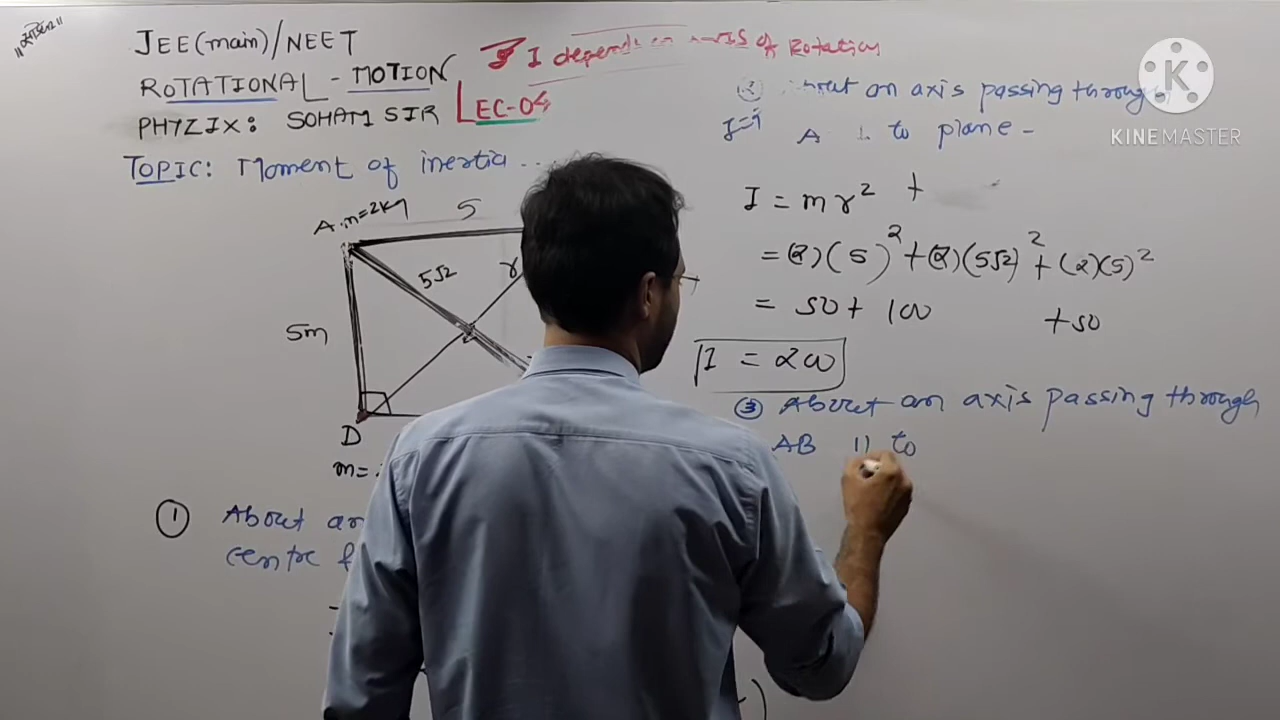 JEE(main)/NEET
ROTATIONAL - MOTION
LEC-04
PHYZIX: SOHAM SIR
TOPIC: Moment of inertia ..
I depends on axis of Rotation
A m=2kg
5
5√2
r
5m
D
m=
① About an
centre
② about an axis passing through
I=?
A ⊥ to plane -
I = mr² +
= (2)(5)² + (2)(5√2)² + (2)(5)²
= 50 + 100 + 50
I = 200
③ About an axis passing through
AB || to
KINEMASTER